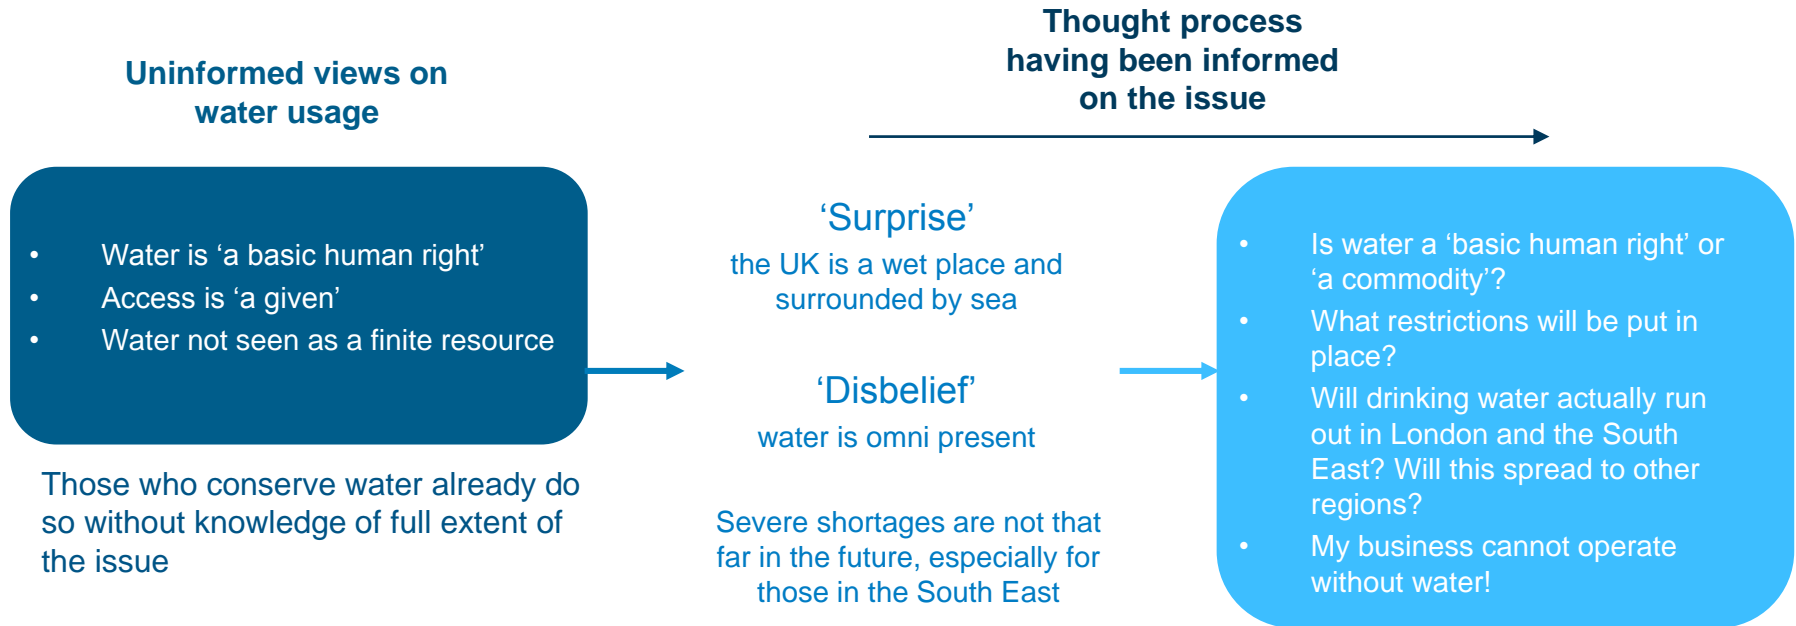 Uninformed views on
water usage
• Water is ‘a basic human right’
• Access is ‘a given’
• Water not seen as a finite resource
Those who conserve water already do
so without knowledge of full extent of
the issue
Thought process
having been informed
on the issue
‘Surprise’
the UK is a wet place and
surrounded by sea
‘Disbelief’
water is omni present
Severe shortages are not that
far in the future, especially for
those in the South East
• Is water a ‘basic human right’ or
‘a commodity’?
• What restrictions will be put in
place?
• Will drinking water actually run
out in London and the South
East? Will this spread to other
regions?
• My business cannot operate
without water!